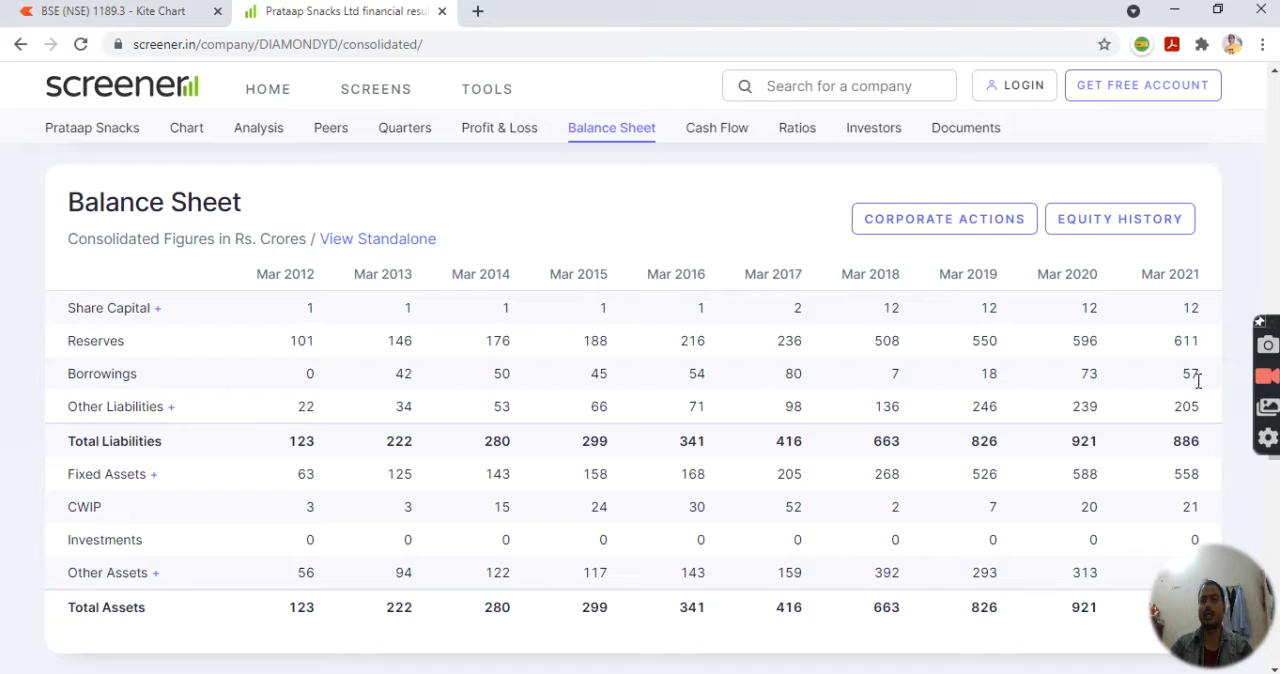 BSE (NSE) 1189.3 - Kite Chart
Prataap Snacks Ltd financial resu
screener.in/company/DIAMONDYD/consolidated/
screener
HOME SCREENS TOOLS
Search for a company
LOGIN
GET FREE ACCOUNT
Prataap Snacks Chart Analysis Peers Quarters Profit & Loss Balance Sheet Cash Flow Ratios Investors Documents
Balance Sheet
CORPORATE ACTIONS EQUITY HISTORY
Consolidated Figures in Rs. Crores / View Standalone
Mar 2012 Mar 2013 Mar 2014 Mar 2015 Mar 2016 Mar 2017 Mar 2018 Mar 2019 Mar 2020 Mar 2021
Share Capital + 1 1 1 1 1 2 12 12 12 12
Reserves 101 146 176 188 216 236 508 550 596 611
Borrowings 0 42 50 45 54 80 7 18 73 57
Other Liabilities + 22 34 53 66 71 98 136 246 239 205
Total Liabilities 123 222 280 299 341 416 663 826 921 886
Fixed Assets + 63 125 143 158 168 205 268 526 588 558
CWIP 3 3 15 24 30 52 2 7 20 21
Investments 0 0 0 0 0 0 0 0 0 0
Other Assets + 56 94 122 117 143 159 392 293 313
Total Assets 123 222 280 299 341 416 663 826 921